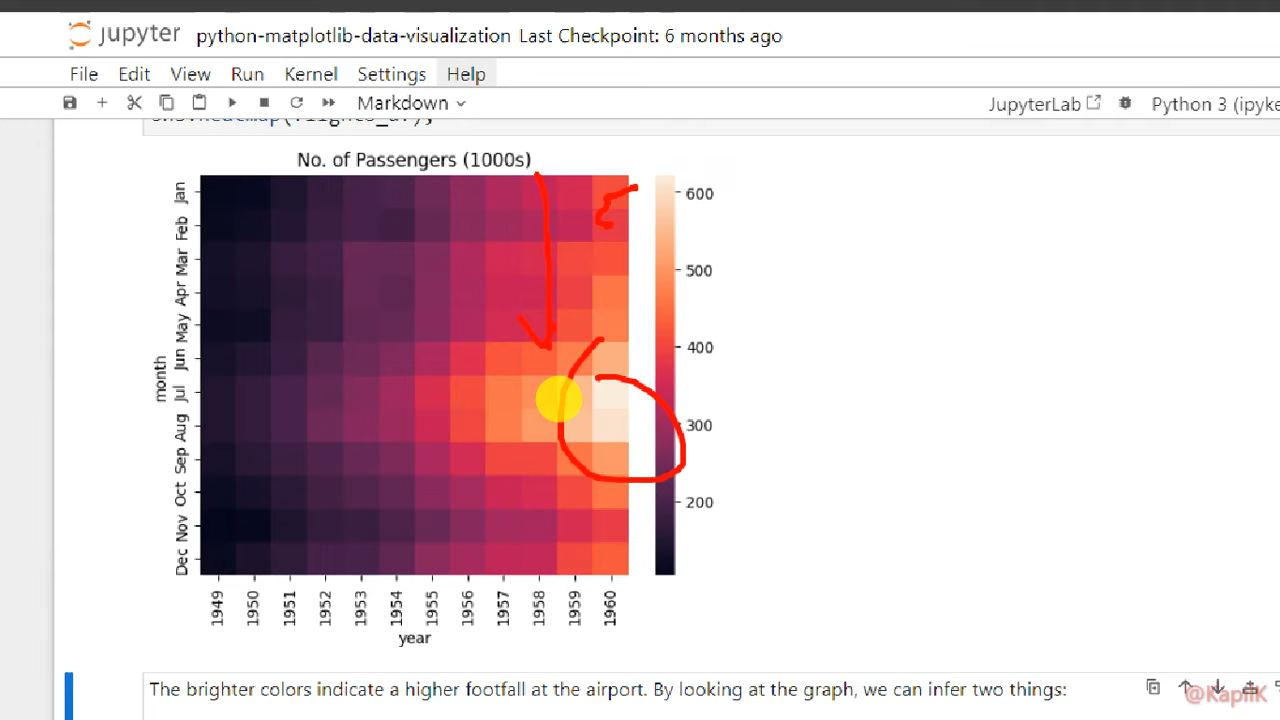 jupyter python-matplotlib-data-visualization Last Checkpoint: 6 months ago
File Edit View Run Kernel Settings Help
Markdown JupyterLab Python 3 (ipyke
No. of Passengers (1000s)
Jan
Feb
Mar
Apr
May
Jun
Jul
Aug
Sep
Oct
Nov
Dec
month
600
500
400
300
200
1949 1950 1951 1952 1953 1954 1955 1956 1957 1958 1959 1960
year
The brighter colors indicate a higher footfall at the airport. By looking at the graph, we can infer two things:
@KapilK